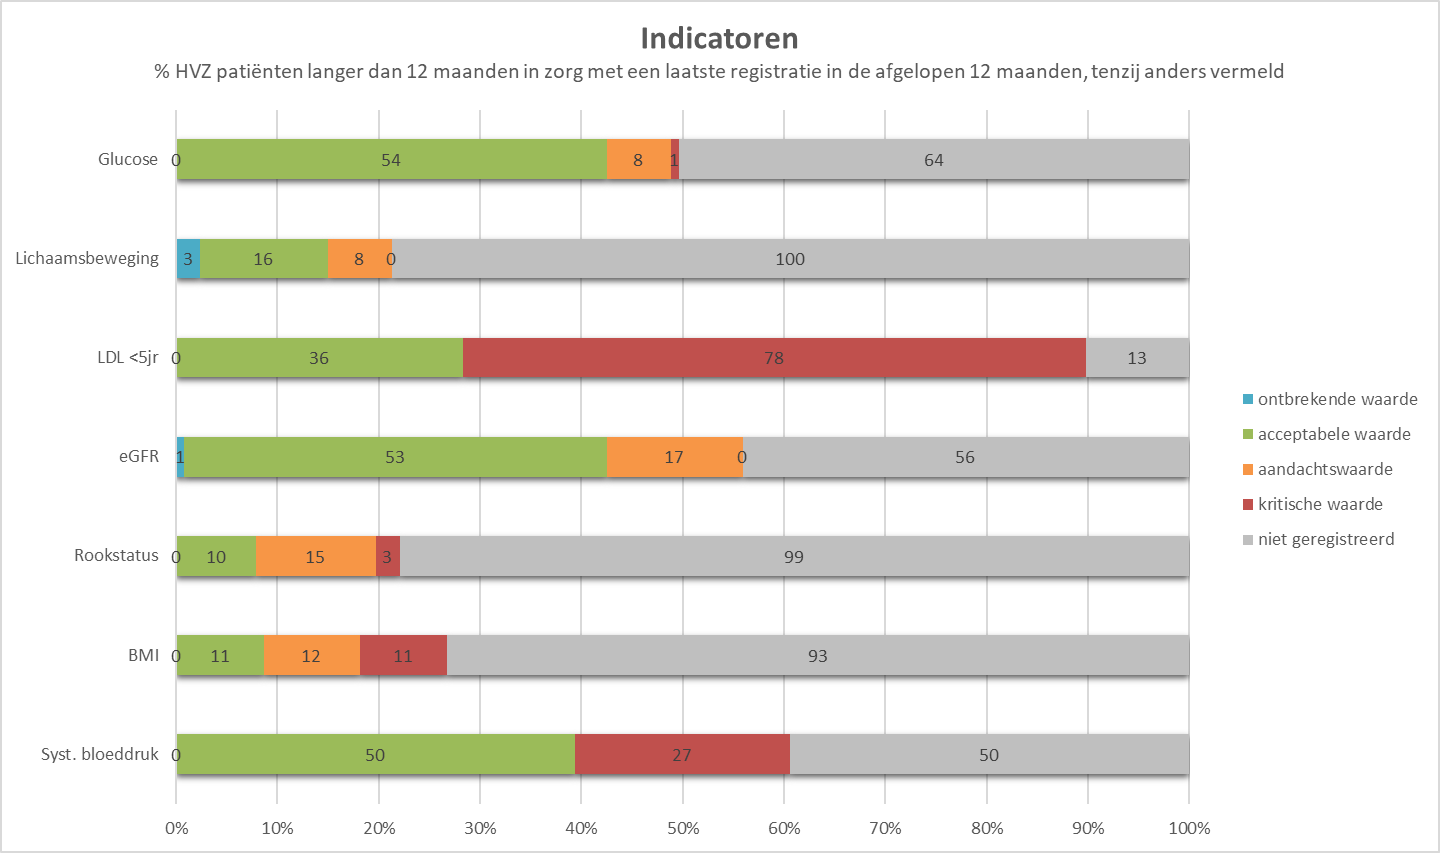 Indicatoren
% HVZ patiënten langer dan 12 maanden in zorg met een laatste registratie in de afgelopen 12 maanden, tenzij anders vermeld
Glucose 0 54 8 1 64
Lichaamsbeweging 3 16 8 0 100
LDL <5jr 0 36 78 13
eGFR 1 53 17 0 56
Rookstatus 0 10 15 3 99
BMI 0 11 12 11 93
Syst. bloeddruk 0 50 27 50
0% 10% 20% 30% 40% 50% 60% 70% 80% 90% 100%
ontbrekende waarde
acceptabele waarde
aandachtswaarde
kritische waarde
niet geregistreerd